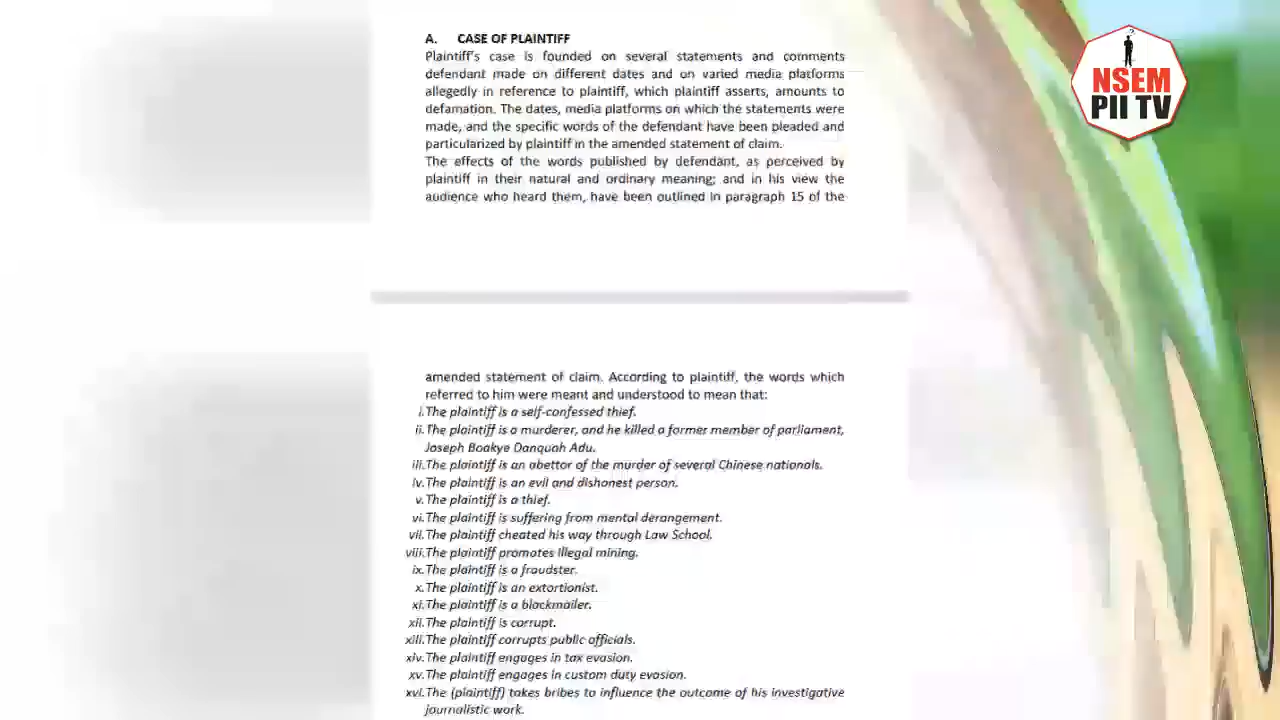 A. CASE OF PLAINTIFF
Plaintiff's case is founded on several statements and comments
defendant made on different dates and on varied media platforms
allegedly in reference to plaintiff, which plaintiff asserts, amounts to
defamation. The dates, media platforms on which the statements were
made, and the specific words of the defendant have been pleaded and
particularized by plaintiff in the amended statement of claim.
The effects of the words published by defendant, as perceived by
plaintiff in their natural and ordinary meaning; and in his view the
audience who heard them, have been outlined in paragraph 15 of the
amended statement of claim. According to plaintiff, the words which
referred to him were meant and understood to mean that:
i. The plaintiff is a self-confessed thief.
ii. The plaintiff is a murderer, and he killed a former member of parliament,
Joseph Boakye Danquah Adu.
iii. The plaintiff is an abettor of the murder of several Chinese nationals.
iv. The plaintiff is an evil and dishonest person.
v. The plaintiff is a thief.
vi. The plaintiff is suffering from mental derangement.
vii. The plaintiff cheated his way through Law School.
viii. The plaintiff promotes illegal mining.
ix. The plaintiff is a fraudster.
x. The plaintiff is an extortionist.
xi. The plaintiff is a blackmailer.
xii. The plaintiff is corrupt.
xiii. The plaintiff corrupts public officials.
xiv. The plaintiff engages in tax evasion.
xv. The plaintiff engages in custom duty evasion.
xvi. The (plaintiff) takes bribes to influence the outcome of his investigative
journalistic work.
NSEM
PII TV